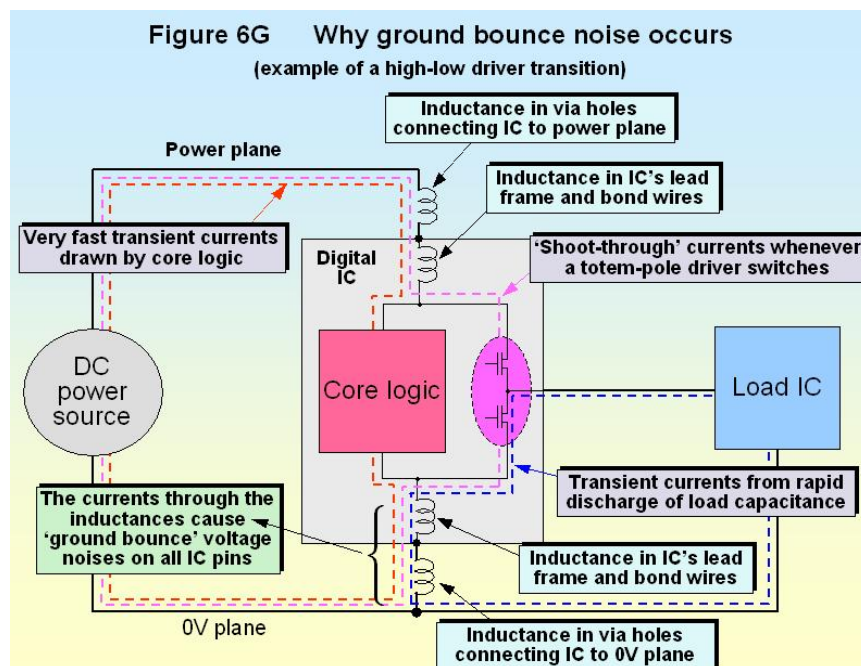 Figure 6G Why ground bounce noise occurs
(example of a high-low driver transition)
Inductance in via holes
connecting IC to power plane
Power plane
Inductance in IC's lead
frame and bond wires
Very fast transient currents
drawn by core logic
Digital
IC
'Shoot-through' currents whenever
a totem-pole driver switches
DC
power
source
Core logic
Load IC
The currents through the
inductances cause
'ground bounce' voltage
noises on all IC pins
Transient currents from rapid
discharge of load capacitance
Inductance in IC's lead
frame and bond wires
0V plane
Inductance in via holes
connecting IC to 0V plane